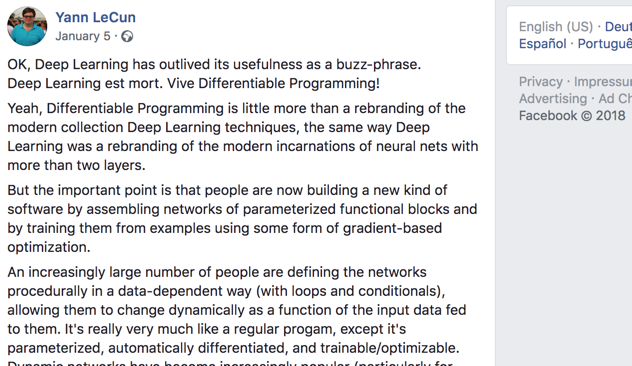 Yann LeCun
January 5 ·
OK, Deep Learning has outlived its usefulness as a buzz-phrase.
Deep Learning est mort. Vive Differentiable Programming!
Yeah, Differentiable Programming is little more than a rebranding of the
modern collection Deep Learning techniques, the same way Deep
Learning was a rebranding of the modern incarnations of neural nets with
more than two layers.
But the important point is that people are now building a new kind of
software by assembling networks of parameterized functional blocks and
by training them from examples using some form of gradient-based
optimization.
An increasingly large number of people are defining the networks
procedurally in a data-dependent way (with loops and conditionals),
allowing them to change dynamically as a function of the input data fed
to them. It's really very much like a regular progam, except it's
parameterized, automatically differentiated, and trainable/optimizable.
Dynamic networks have become increasingly popular (particularly for
English (US) · Deut
Español · Portuguê
Privacy · Impressu
Advertising · Ad Ch
Facebook © 2018